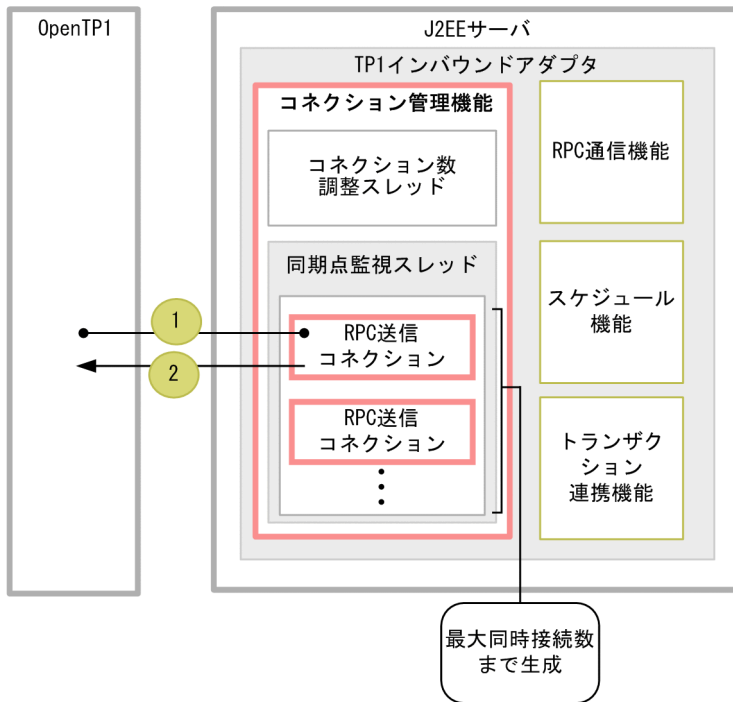 OpenTP1
J2EEサーバ
TP1インバウンドアダプタ
コネクション管理機能
コネクション数
調整スレッド
同期点監視スレッド
RPC送信
コネクション
RPC送信
コネクション
1
2
RPC通信機能
スケジュール
機能
トランザク
ション
連携機能
最大同時接続数
まで生成